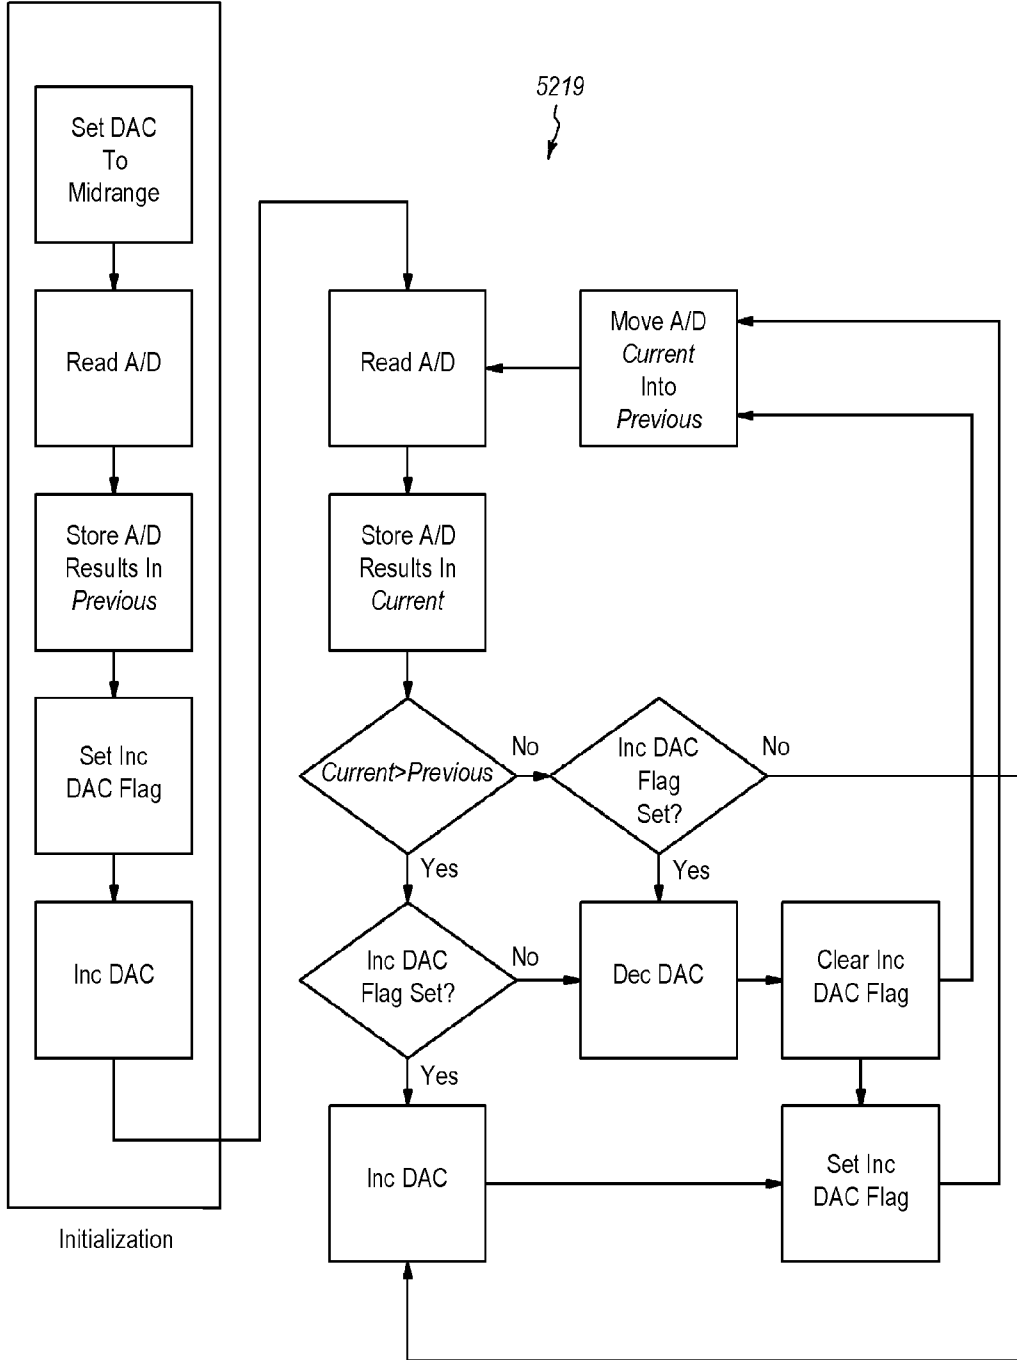 5219
Set DAC
To
Midrange
Read A/D
Store A/D
Results In
Previous
Set Inc
DAC Flag
Inc DAC
Initialization
Read A/D
Move A/D
Current
Into
Previous
Store A/D
Results In
Current
Current>Previous
No
Inc DAC
Flag
Set?
No
Yes
Yes
Inc DAC
Flag Set?
No
Dec DAC
Clear Inc
DAC Flag
Yes
Inc DAC
Set Inc
DAC Flag